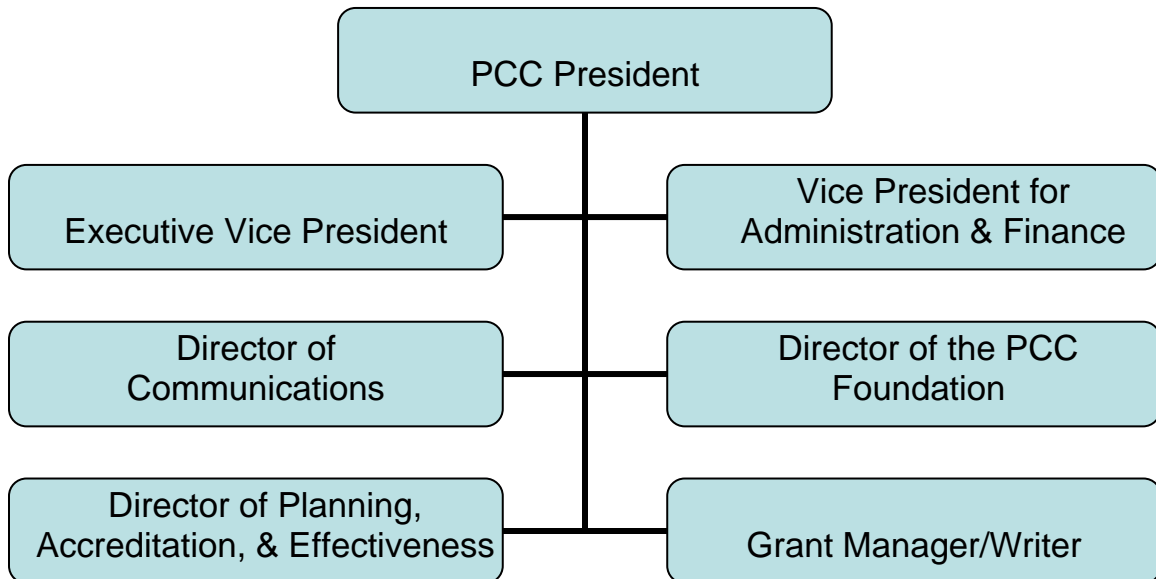 PCC President
Executive Vice President
Vice President for
Administration & Finance
Director of
Communications
Director of the PCC
Foundation
Director of Planning,
Accreditation, & Effectiveness
Grant Manager/Writer